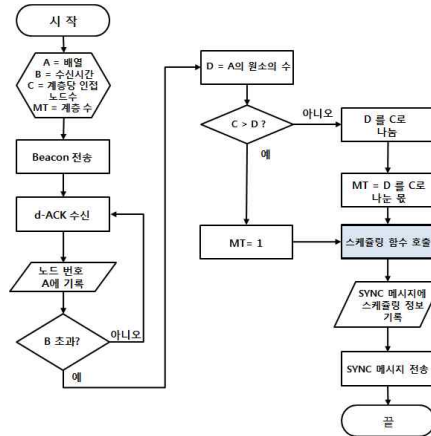 시 작
A = 배열
B = 수신시간
C = 계층당 인접
노드수
MT = 계층 수
Beacon 전송
d-ACK 수신
노드 번호
A에 기록
B 초과?
아니오
예
D = A의 원소의 수
C > D ?
아니오
예
D 를 C로
나눔
MT = D 를 C로
나눈 몫
MT= 1
스케쥴링 함수 호출
SYNC 메시지에
스케쥴링 정보
기록
SYNC 메시지 전송
끝